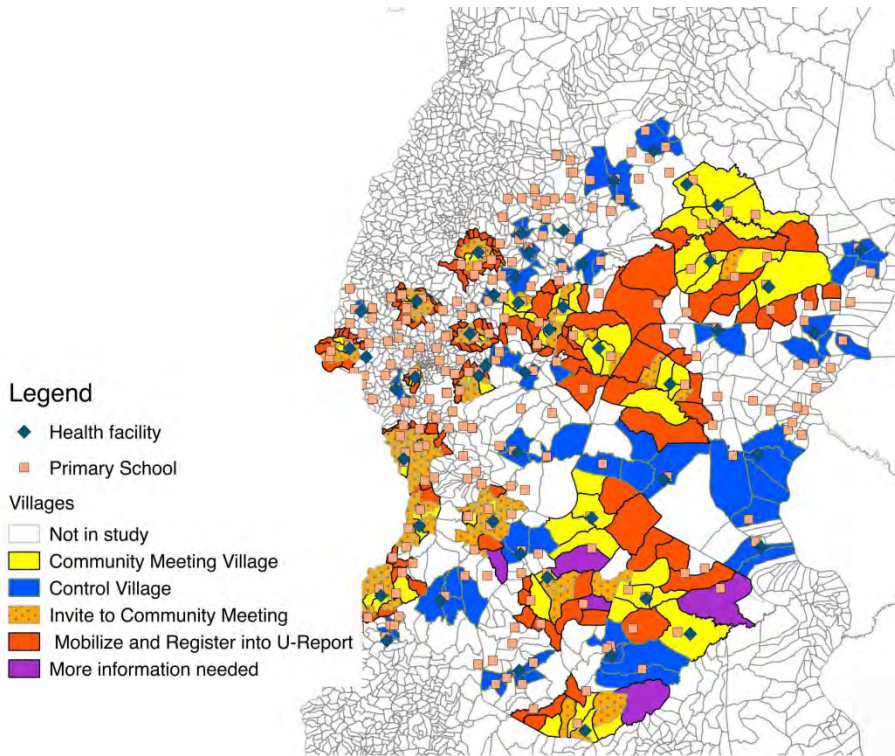 Legend
Health facility
Primary School
Villages
Not in study
Community Meeting Village
Control Village
Invite to Community Meeting
Mobilize and Register into U-Report
More information needed